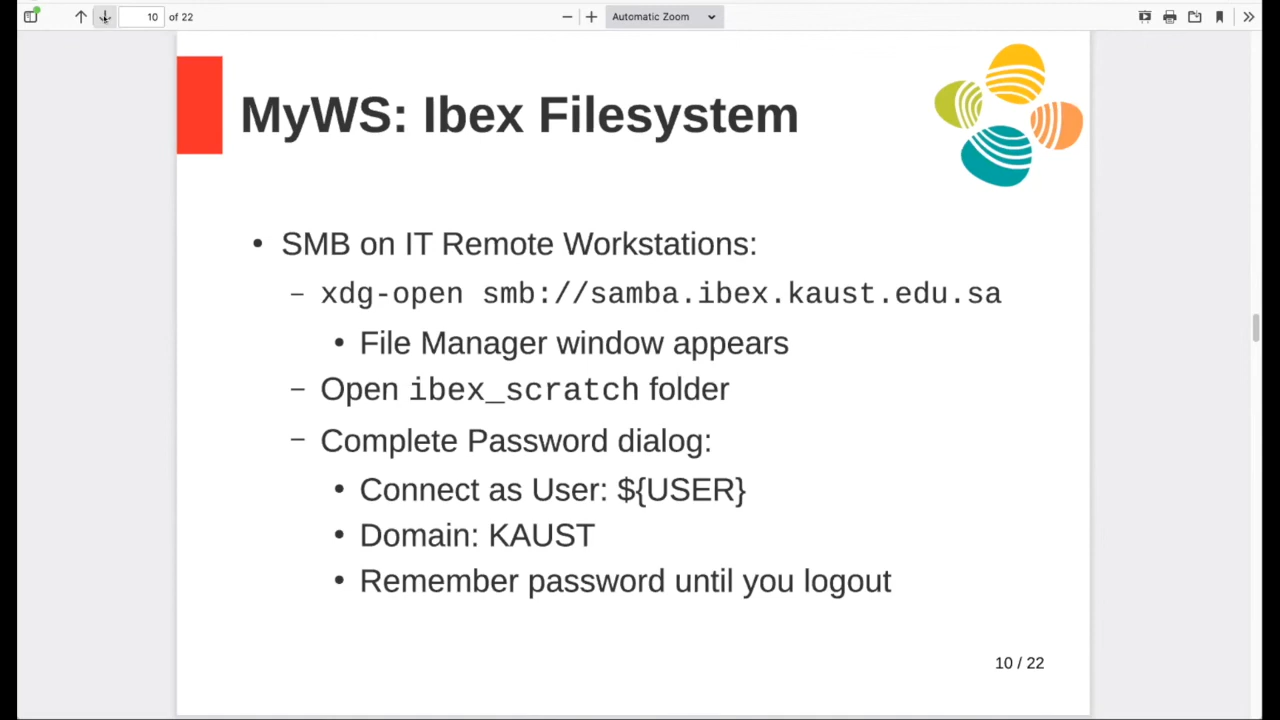 10 of 22
Automatic Zoom
MyWS: Ibex Filesystem
• SMB on IT Remote Workstations:
– xdg-open smb://samba.ibex.kaust.edu.sa
• File Manager window appears
– Open ibex_scratch folder
– Complete Password dialog:
• Connect as User: ${USER}
• Domain: KAUST
• Remember password until you logout
10 / 22